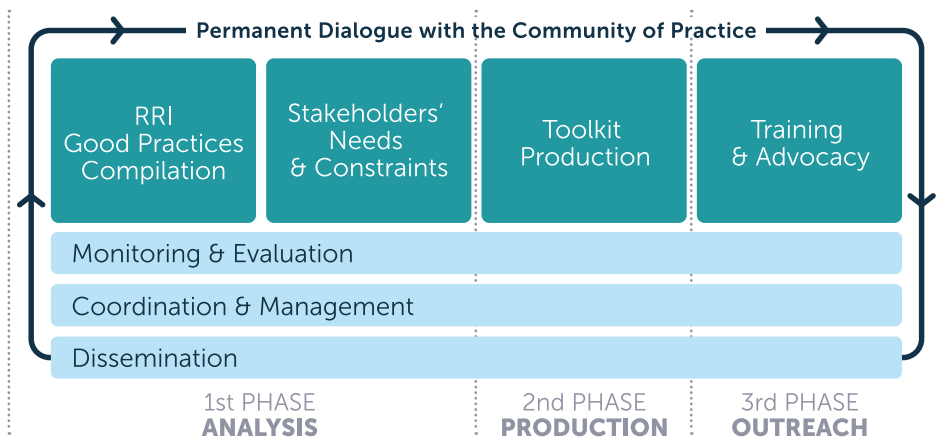 Permanent Dialogue with the Community of Practice
RRI
Good Practices
Compilation
Stakeholders’
Needs
& Constraints
Toolkit
Production
Training
& Advocacy
Monitoring & Evaluation
Coordination & Management
Dissemination
1st PHASE
ANALYSIS
2nd PHASE
PRODUCTION
3rd PHASE
OUTREACH